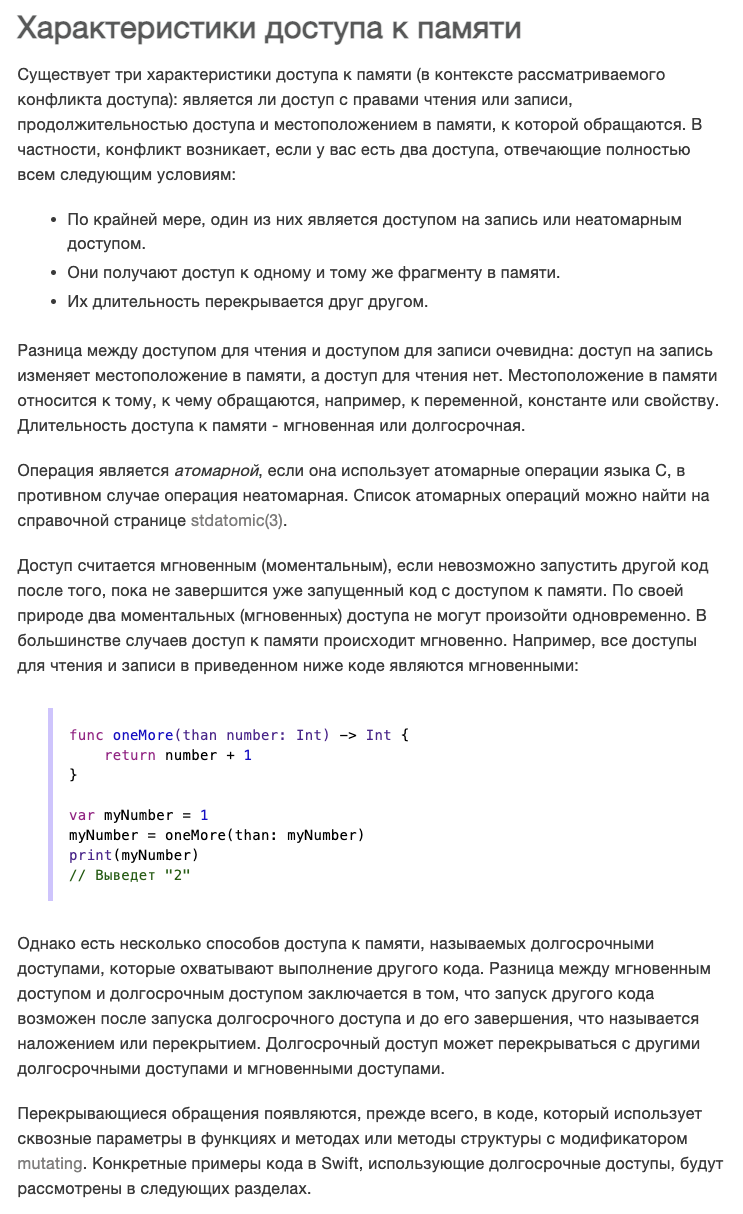 Характеристики доступа к памяти
Существует три характеристики доступа к памяти (в контексте рассматриваемого
конфликта доступа): является ли доступ с правами чтения или записи,
продолжительностью доступа и местоположением в памяти, к которой обращаются. В
частности, конфликт возникает, если у вас есть два доступа, отвечающие полностью
всем следующим условиям:
• По крайней мере, один из них является доступом на запись или неатомарным
доступом.
• Они получают доступ к одному и тому же фрагменту в памяти.
• Их длительность перекрывается друг другом.
Разница между доступом для чтения и доступом для записи очевидна: доступ на запись
изменяет местоположение в памяти, а доступ для чтения нет. Местоположение в памяти
относится к тому, к чему обращаются, например, к переменной, константе или свойству.
Длительность доступа к памяти - мгновенная или долгосрочная.
Операция является атомарной, если она использует атомарные операции языка C, в
противном случае операция неатомарная. Список атомарных операций можно найти на
справочной странице stdatomic(3).
Доступ считается мгновенным (моментальным), если невозможно запустить другой код
после того, пока не завершится уже запущенный код с доступом к памяти. По своей
природе два моментальных (мгновенных) доступа не могут произойти одновременно. В
большинстве случаев доступ к памяти происходит мгновенно. Например, все доступы
для чтения и записи в приведенном ниже коде являются мгновенными:
func oneMore(than number: Int) -> Int {
    return number + 1
}
var myNumber = 1
myNumber = oneMore(than: myNumber)
print(myNumber)
// Выведет "2"
Однако есть несколько способов доступа к памяти, называемых долгосрочными
доступами, которые охватывают выполнение другого кода. Разница между мгновенным
доступом и долгосрочным доступом заключается в том, что запуск другого кода
возможен после запуска долгосрочного доступа и до его завершения, что называется
наложением или перекрытием. Долгосрочный доступ может перекрываться с другими
долгосрочными доступами и мгновенными доступами.
Перекрывающиеся обращения появляются, прежде всего, в коде, который использует
сквозные параметры в функциях и методах или методы структуры с модификатором
mutating. Конкретные примеры кода в Swift, использующие долгосрочные доступы, будут
рассмотрены в следующих разделах.